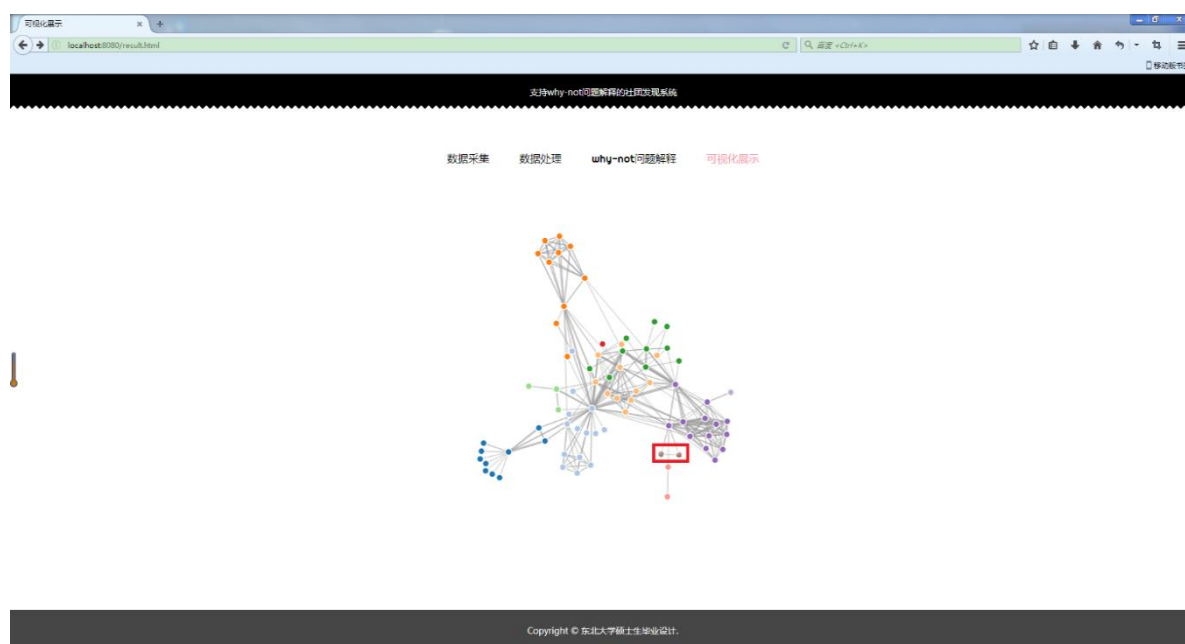 可视化展示
localhost:8080/result.html
百度 <Ctrl+K>
移动版书签
支持why-not问题解释的社团发现系统
数据采集 数据处理 why-not问题解释 可视化展示
Copyright © 东北大学硕士生毕业设计.